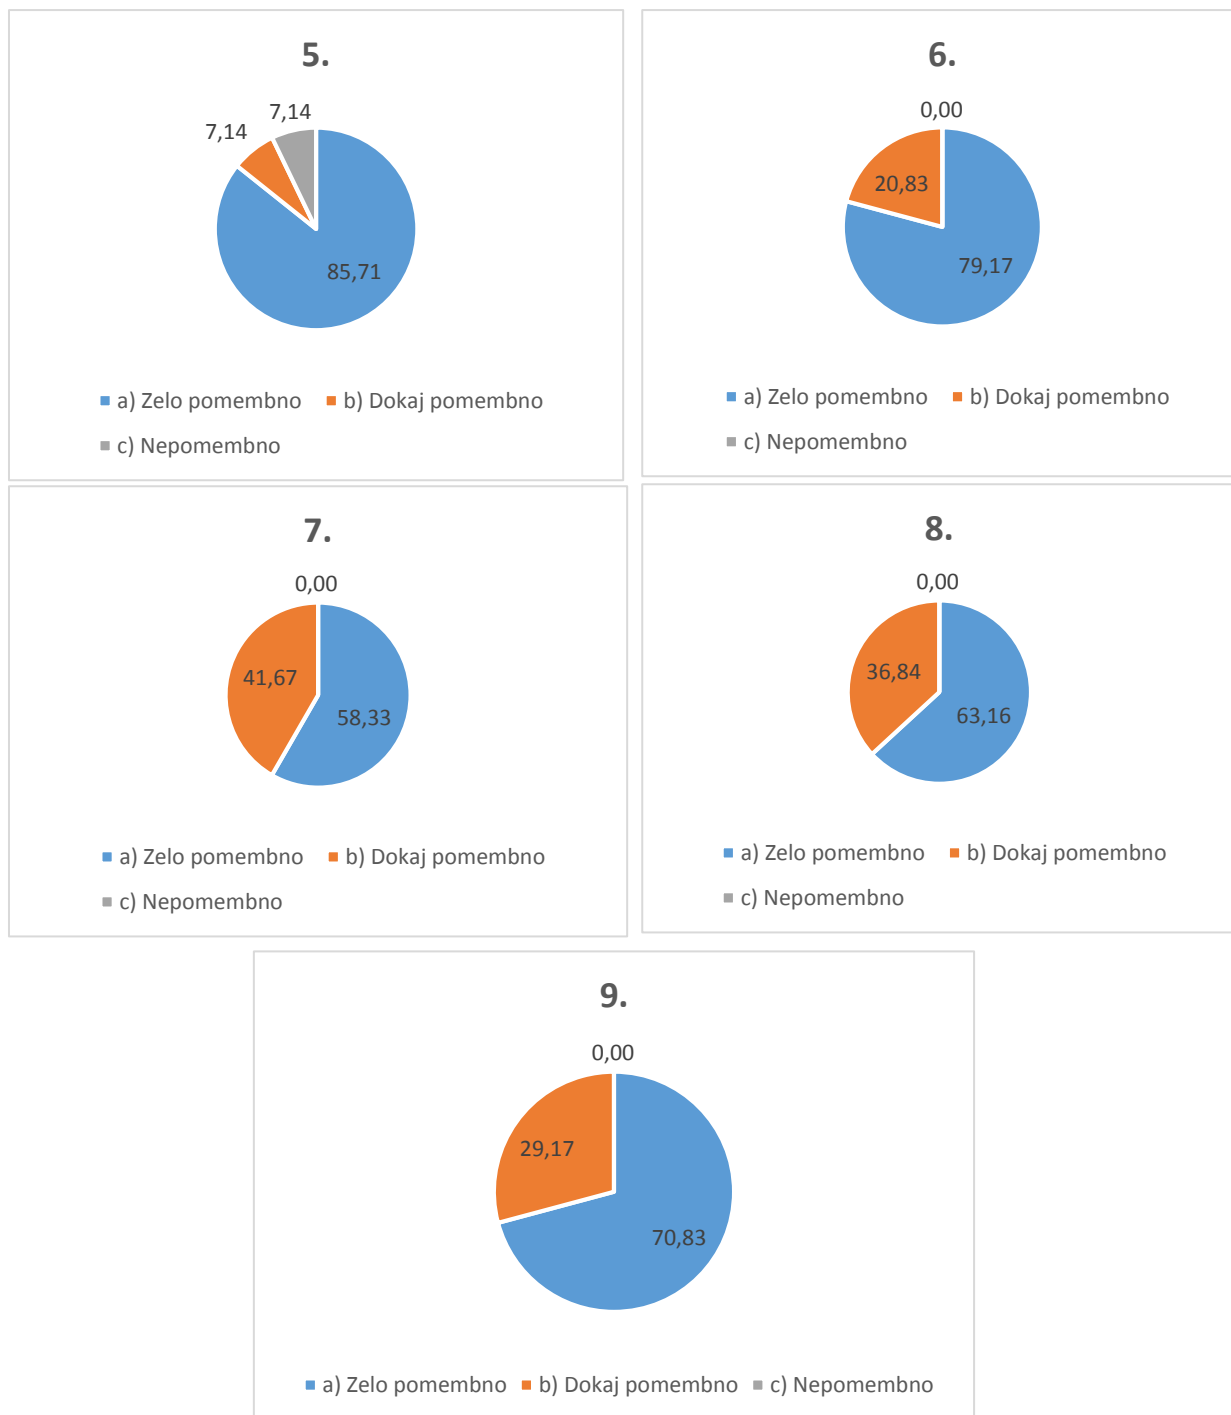 5.
7,14
7,14
85,71
a) Zelo pomembno b) Dokaj pomembno
c) Nepomembno
6.
0,00
20,83
79,17
a) Zelo pomembno b) Dokaj pomembno
c) Nepomembno
7.
0,00
41,67
58,33
a) Zelo pomembno b) Dokaj pomembno
c) Nepomembno
8.
0,00
36,84
63,16
a) Zelo pomembno b) Dokaj pomembno
c) Nepomembno
9.
0,00
29,17
70,83
a) Zelo pomembno b) Dokaj pomembno c) Nepomembno